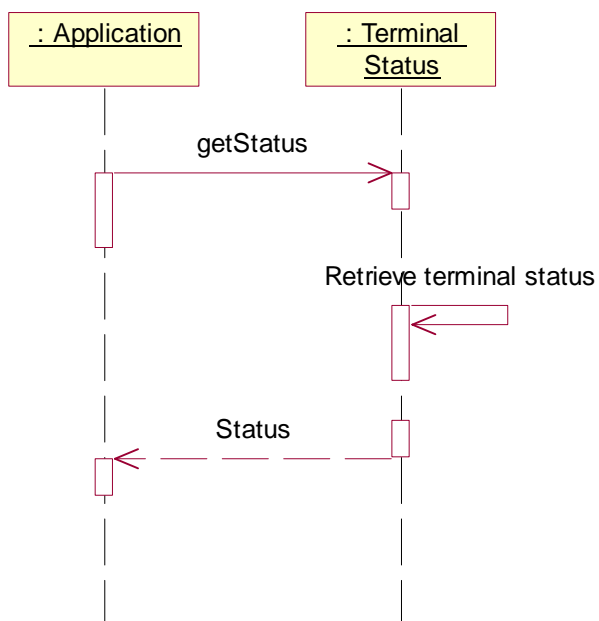 : Application
: Terminal
Status
getStatus
Retrieve terminal status
Status